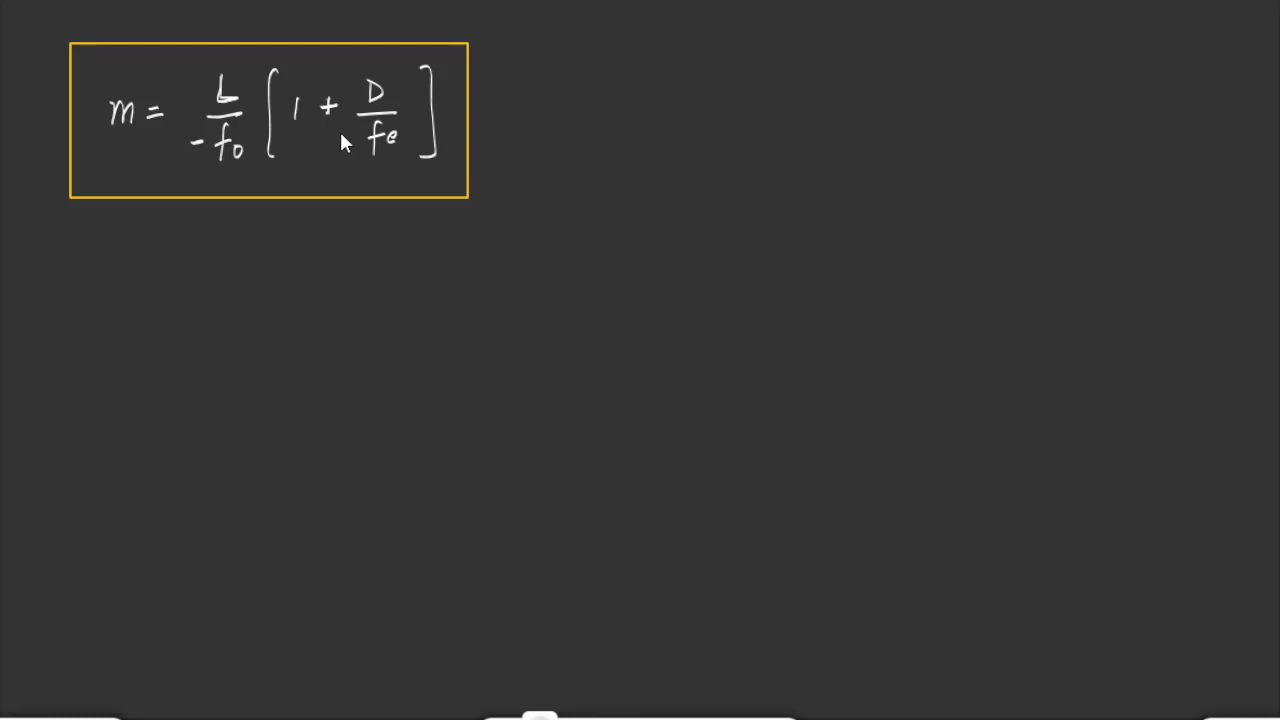 m = L/-fo [1 + D/fe]